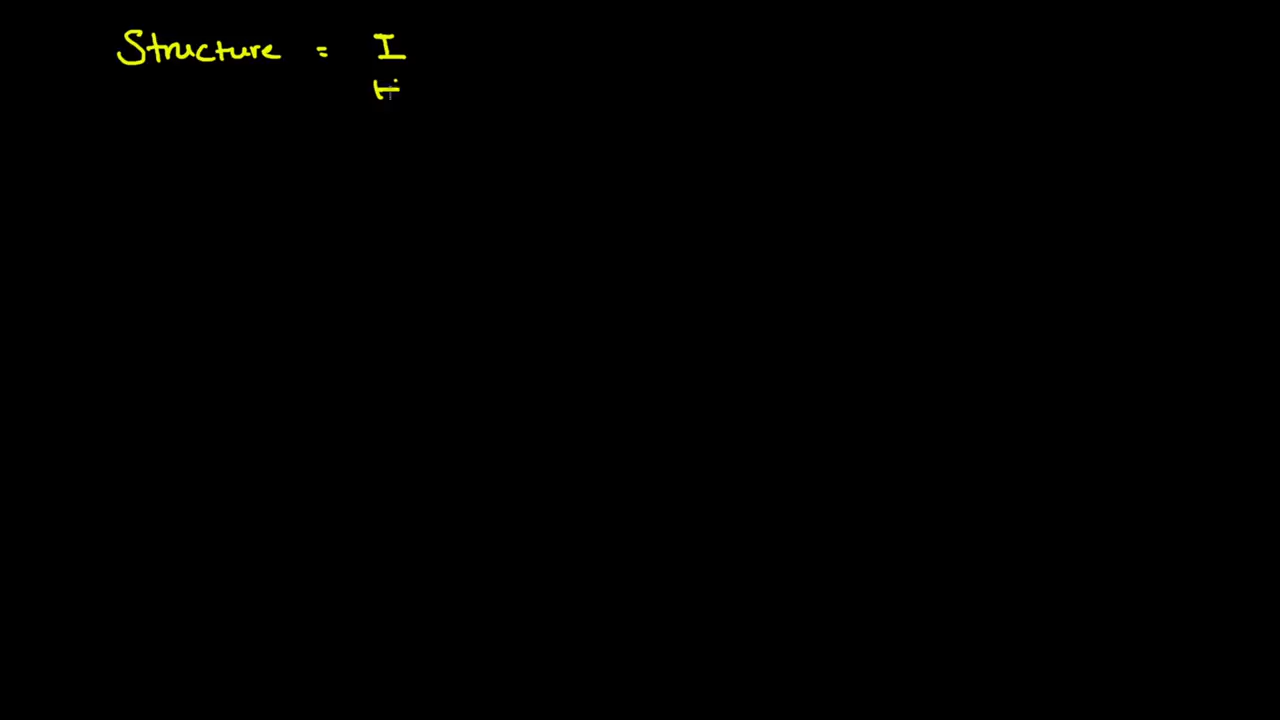 Structure = I
H